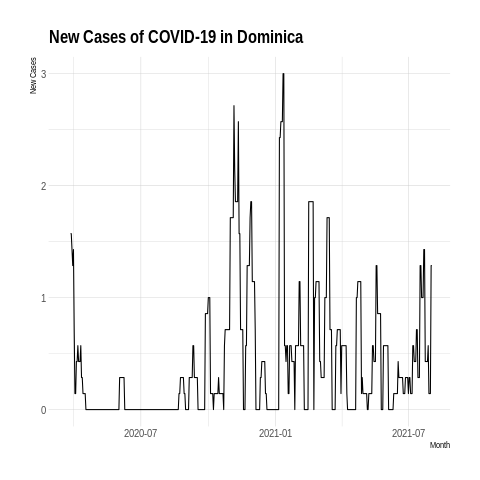 New Cases of COVID-19 in Dominica
New Cases
3
2
1
0
2020-07
2021-01
2021-07
Month